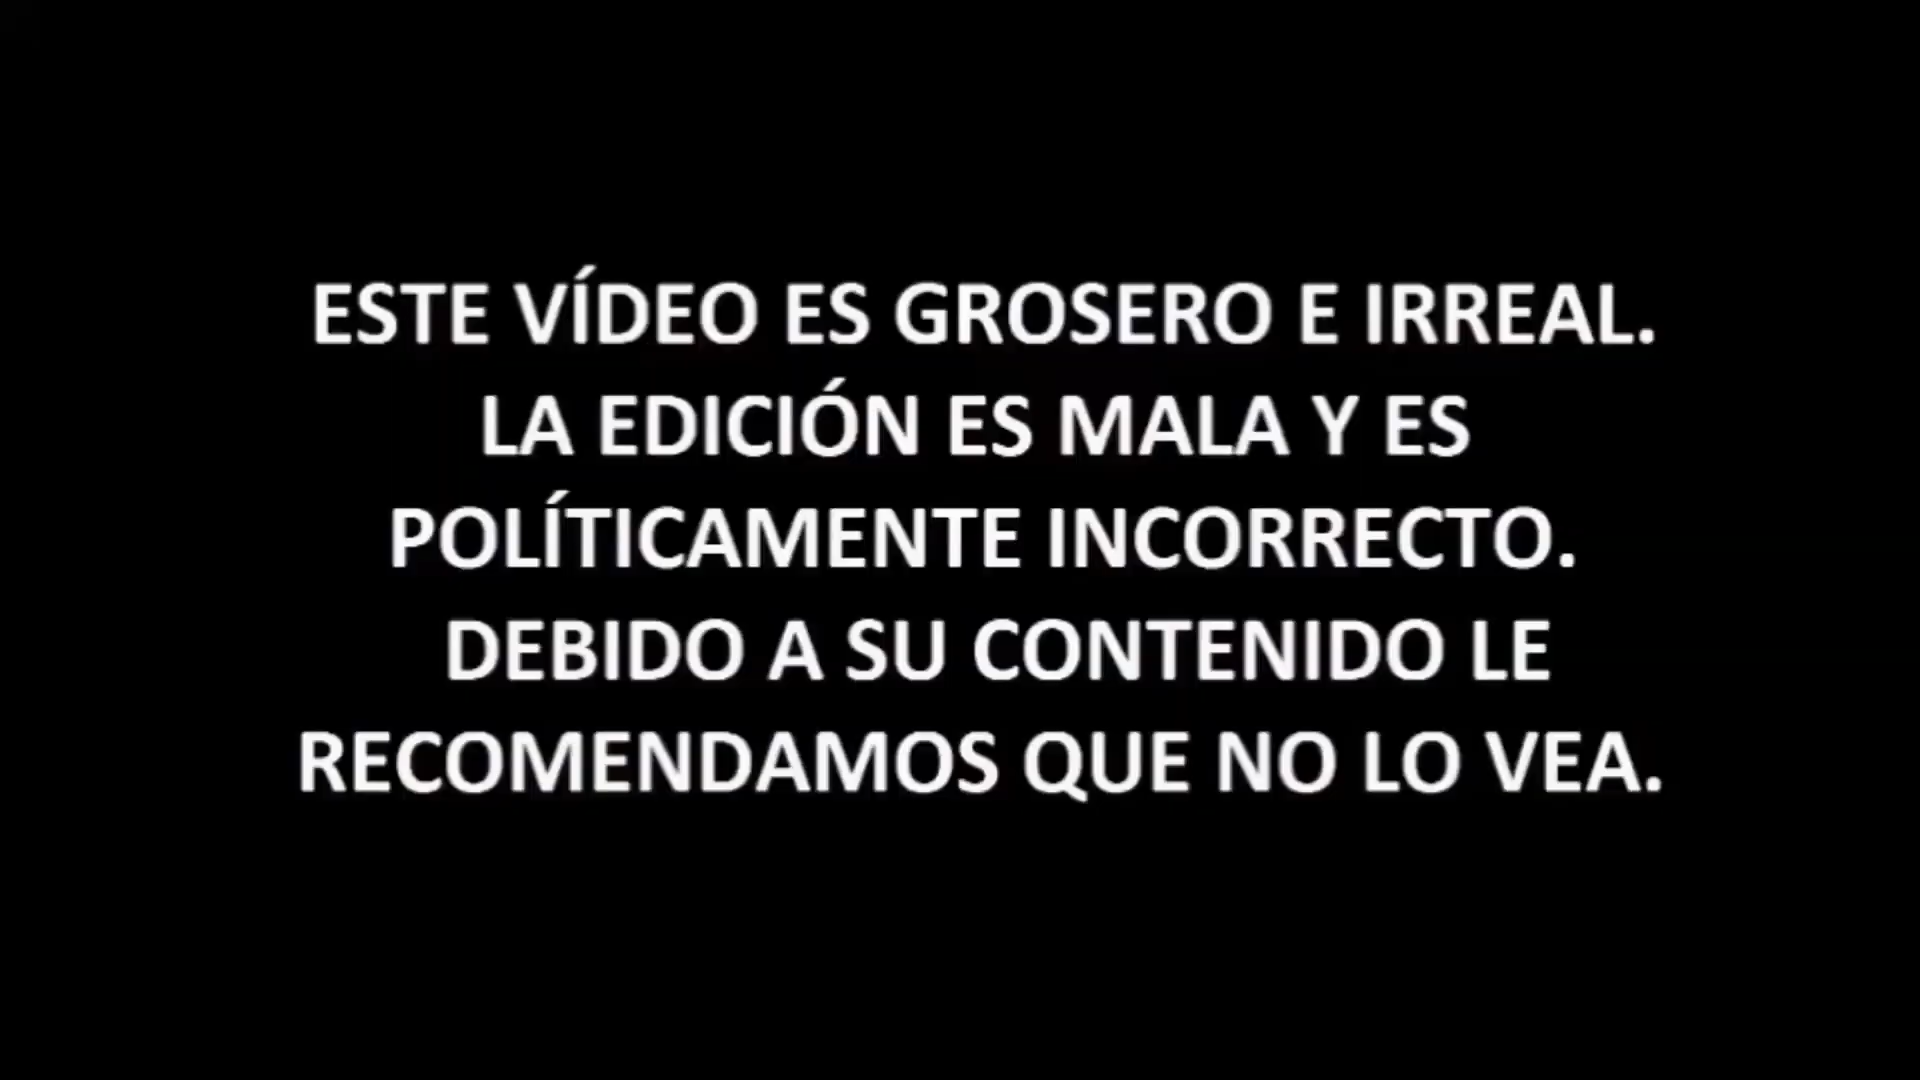 ESTE VÍDEO ES GROSERO E IRREAL.
LA EDICIÓN ES MALA Y ES
POLÍTICAMENTE INCORRECTO.
DEBIDO A SU CONTENIDO LE
RECOMENDAMOS QUE NO LO VEA.